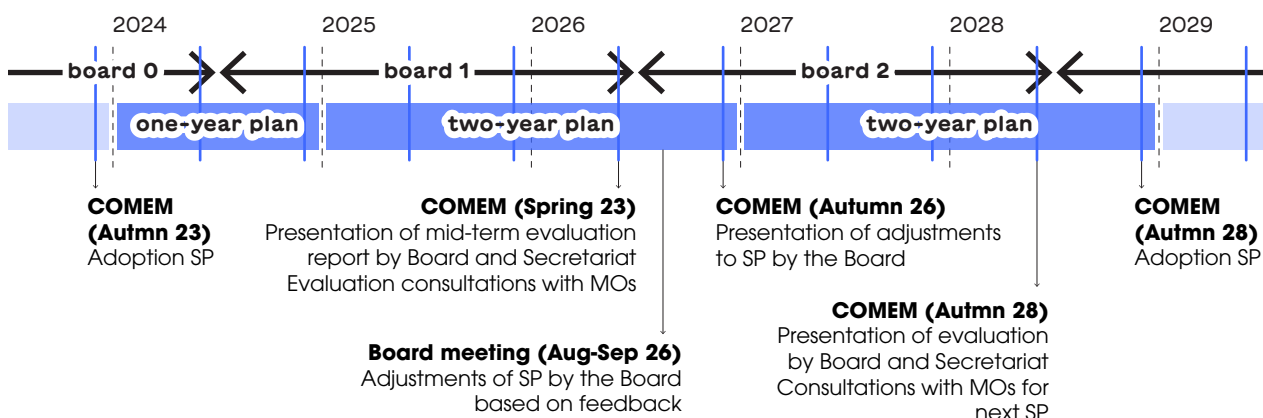 2024
2025
2026
2027
2028
2029
board 0
board 1
board 2
one-year plan
two-year plan
two-year plan
COMEM
(Autmn 23)
Adoption SP
COMEM (Spring 23)
Presentation of mid-term evaluation
report by Board and Secretariat
Evaluation consultations with MOs
COMEM (Autumn 26)
Presentation of adjustments
to SP by the Board
COMEM
(Autmn 28)
Adoption SP
Board meeting (Aug-Sep 26)
Adjustments of SP by the Board
based on feedback
COMEM (Autmn 28)
Presentation of evaluation
by Board and Secretariat
Consultations with MOs for
next SP